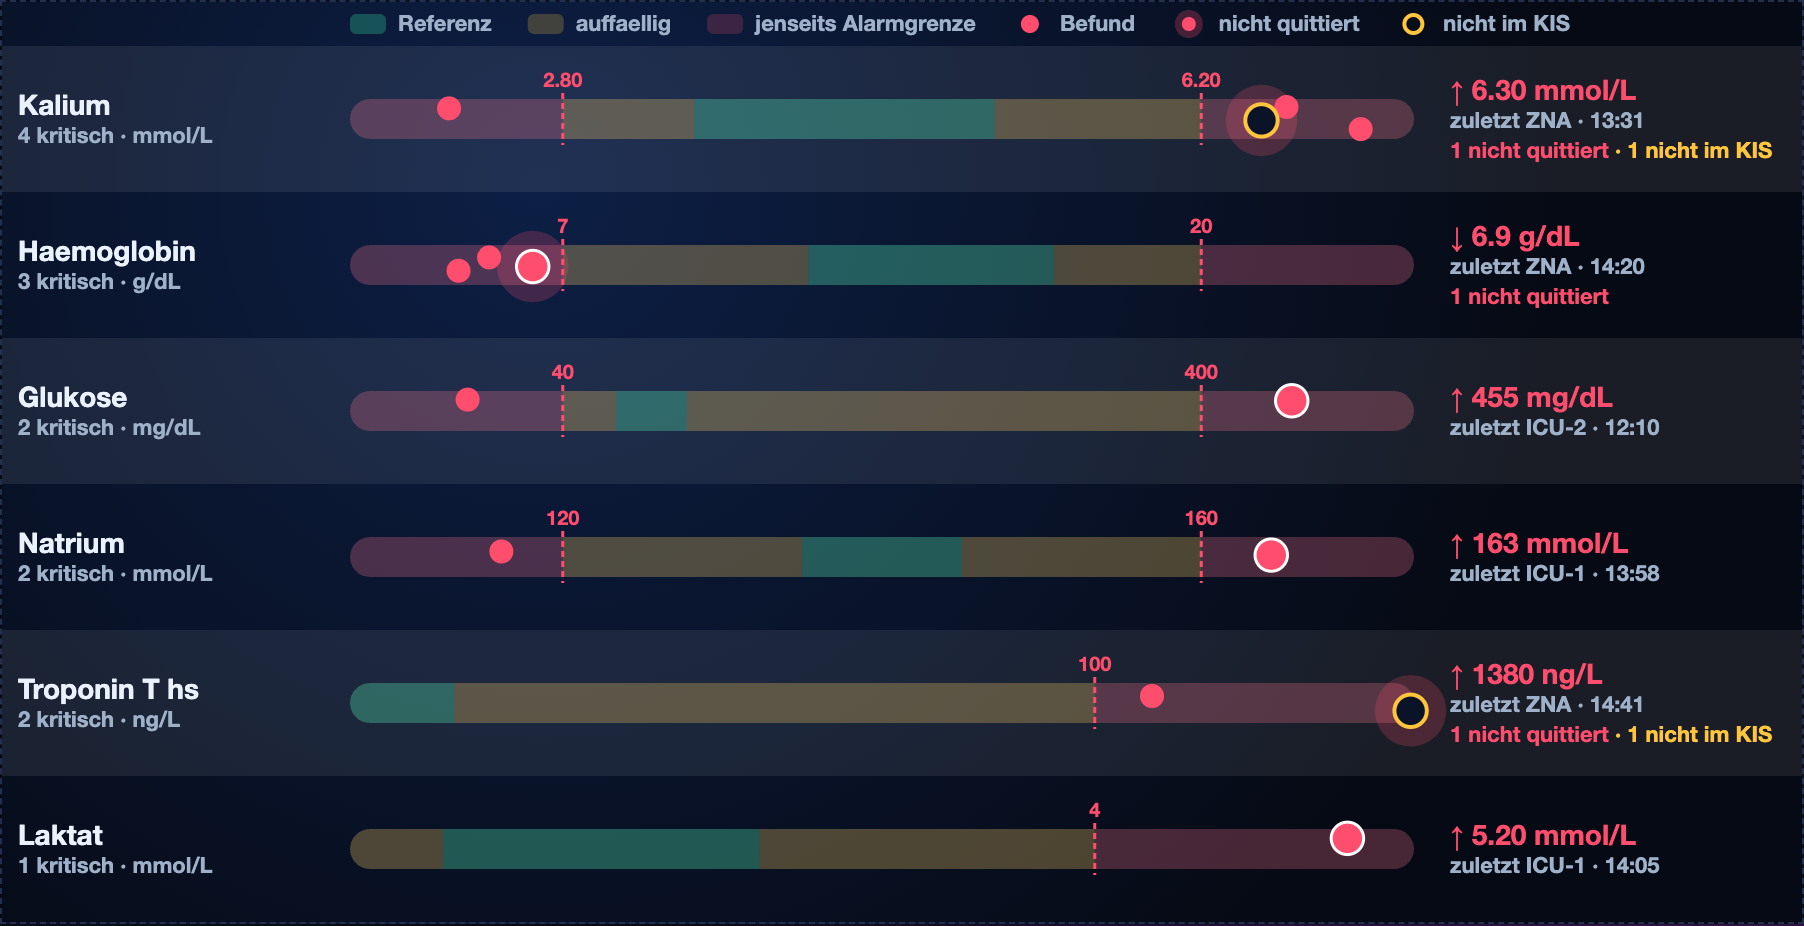 Referenz auffaellig jenseits Alarmgrenze Befund nicht quittiert nicht im KIS
Kalium
4 kritisch · mmol/L
2.80 6.20
↑ 6.30 mmol/L
zuletzt ZNA · 13:31
1 nicht quittiert · 1 nicht im KIS
Haemoglobin
3 kritisch · g/dL
7 20
↓ 6.9 g/dL
zuletzt ZNA · 14:20
1 nicht quittiert
Glukose
2 kritisch · mg/dL
40 400
↑ 455 mg/dL
zuletzt ICU-2 · 12:10
Natrium
2 kritisch · mmol/L
120 160
↑ 163 mmol/L
zuletzt ICU-1 · 13:58
Troponin T hs
2 kritisch · ng/L
100
↑ 1380 ng/L
zuletzt ZNA · 14:41
1 nicht quittiert · 1 nicht im KIS
Laktat
1 kritisch · mmol/L
4
↑ 5.20 mmol/L
zuletzt ICU-1 · 14:05